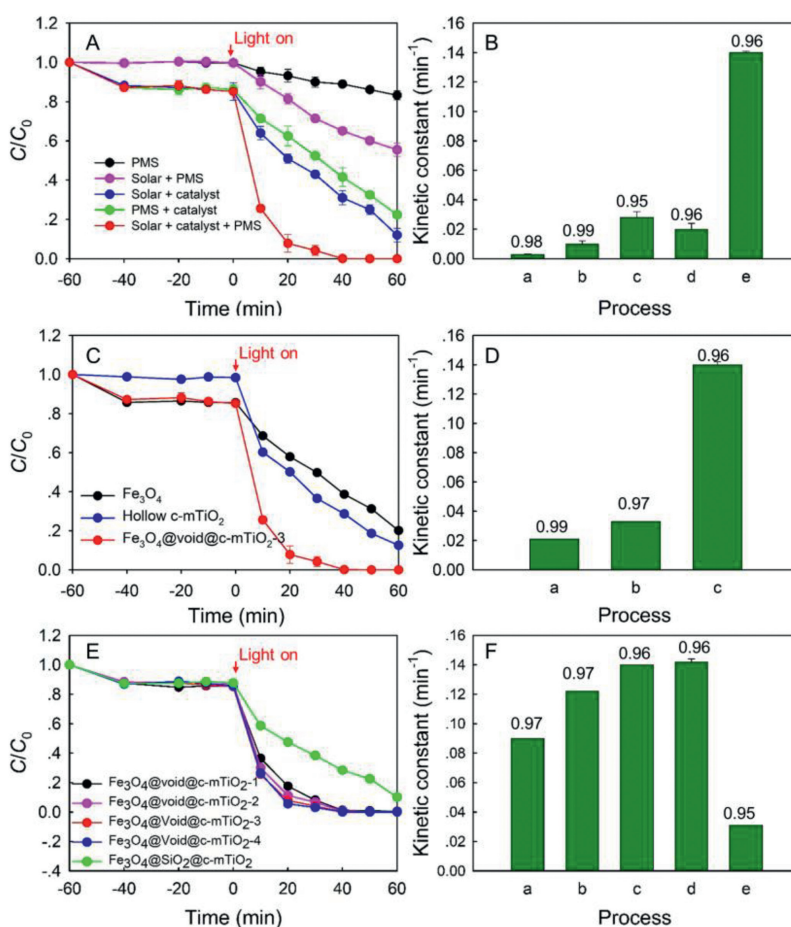 A
Light on
C/C₀
1.2
1.0
.8
.6
.4
.2
0.0
PMS
Solar + PMS
Solar + catalyst
PMS + catalyst
Solar + catalyst + PMS
-60 -40 -20 0 20 40 60
Time (min)
B
Kinetic constant (min⁻¹)
.16
.14
.12
.10
.08
.06
.04
.02
0.00
0.98 0.99 0.95 0.96 0.96
a b c d e
Process
C
Light on
C/C₀
1.2
1.0
.8
.6
.4
.2
0.0
Fe₃O₄
Hollow c-mTiO₂
Fe₃O₄@void@c-mTiO₂-3
-60 -40 -20 0 20 40 60
Time (min)
D
Kinetic constant (min⁻¹)
.16
.14
.12
.10
.08
.06
.04
.02
0.00
0.99 0.97 0.96
a b c
Process
E
Light on
C/C₀
1.2
1.0
.8
.6
.4
.2
0.0
-.2
-.4
Fe₃O₄@void@c-mTiO₂-1
Fe₃O₄@void@c-mTiO₂-2
Fe₃O₄@Void@c-mTiO₂-3
Fe₃O₄@Void@c-mTiO₂-4
Fe₃O₄@SiO₂@c-mTiO₂
-60 -40 -20 0 20 40 60
Time (min)
F
Kinetic constant (min⁻¹)
.16
.14
.12
.10
.08
.06
.04
.02
0.00
0.97 0.97 0.96 0.96 0.95
a b c d e
Process